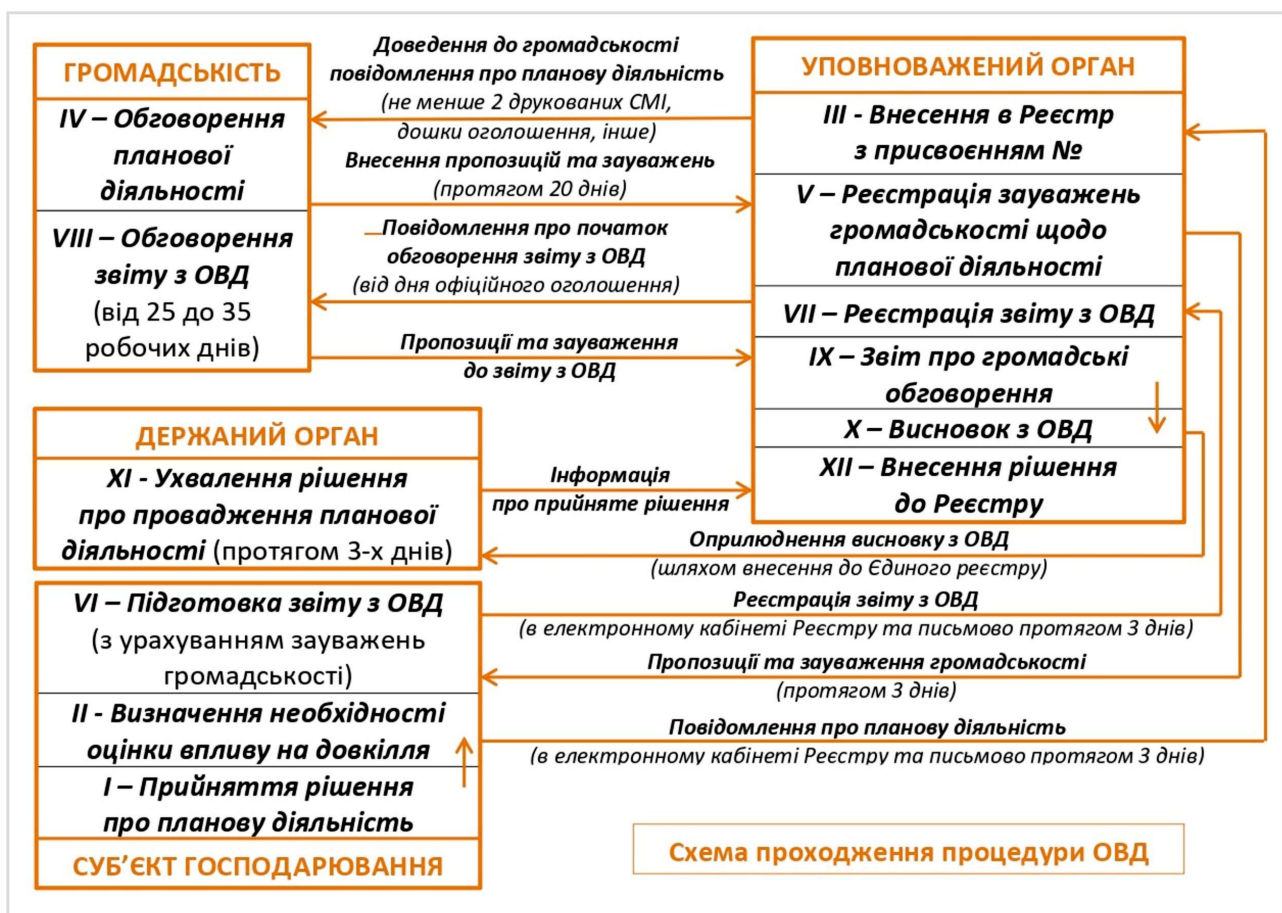 ГРОМАДСЬКІСТЬ
IV – Обговорення
планової
діяльності
VIII – Обговорення
звіту з ОВД
(від 25 до 35
робочих днів)
Доведення до громадськості
повідомлення про планову діяльність
(не менше 2 друкованих СМІ,
дошки оголошення, інше)
Внесення пропозицій та зауважень
(протягом 20 днів)
Повідомлення про початок
обговорення звіту з ОВД
(від дня офіційного оголошення)
Пропозиції та зауваження
до звіту з ОВД
УПОВНОВАЖЕНИЙ ОРГАН
III - Внесення в Реєстр
з присвоєнням №
V – Реєстрація зауважень
громадськості щодо
планової діяльності
VII – Реєстрація звіту з ОВД
IX – Звіт про громадські
обговорення
X – Висновок з ОВД
XII – Внесення рішення
до Реєстру
ДЕРЖАНИЙ ОРГАН
XI - Ухвалення рішення
про провадження планової
діяльності (протягом 3-х днів)
Інформація
про прийняте рішення
Оприлюднення висновку з ОВД
(шляхом внесення до Єдиного реєстру)
VI – Підготовка звіту з ОВД
(з урахуванням зауважень
громадськості)
II - Визначення необхідності
оцінки впливу на довкілля
I – Прийняття рішення
про планову діяльність
СУБ’ЄКТ ГОСПОДАРЮВАННЯ
Реєстрація звіту з ОВД
(в електронному кабінеті Реєстру та письмово протягом 3 днів)
Пропозиції та зауваження громадськості
(протягом 3 днів)
Повідомлення про планову діяльність
(в електронному кабінеті Реєстру та письмово протягом 3 днів)
Схема проходження процедури ОВД